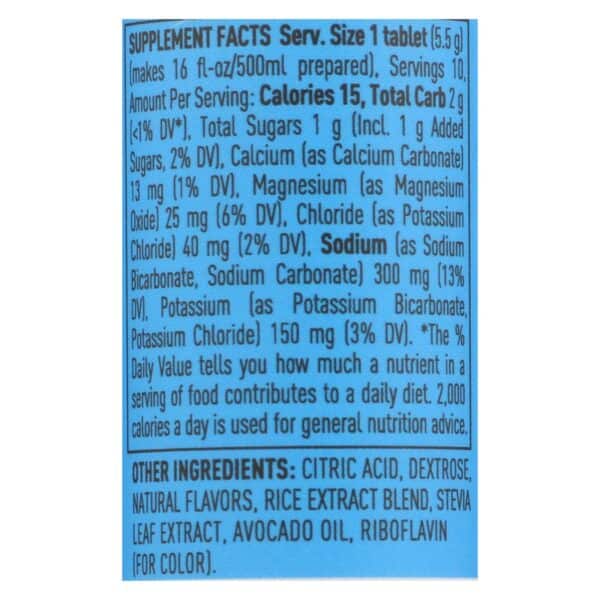 SUPPLEMENT FACTS Serv. Size 1 tablet (5.5 g)
(makes 16 fl-oz/500ml prepared), Servings 10,
Amount Per Serving: Calories 15, Total Carb 2 g
(<1% DV*), Total Sugars 1 g (Incl. 1 g Added
Sugars, 2% DV), Calcium (as Calcium Carbonate)
13 mg (1% DV), Magnesium (as Magnesium
Oxide) 25 mg (6% DV), Chloride (as Potassium
Chloride) 40 mg (2% DV), Sodium (as Sodium
Bicarbonate, Sodium Carbonate) 300 mg (13%
DV), Potassium (as Potassium Bicarbonate,
Potassium Chloride) 150 mg (3% DV). *The %
Daily Value tells you how much a nutrient in a
serving of food contributes to a daily diet. 2,000
calories a day is used for general nutrition advice.
OTHER INGREDIENTS: CITRIC ACID, DEXTROSE,
NATURAL FLAVORS, RICE EXTRACT BLEND, STEVIA
LEAF EXTRACT, AVOCADO OIL, RIBOFLAVIN
(FOR COLOR).